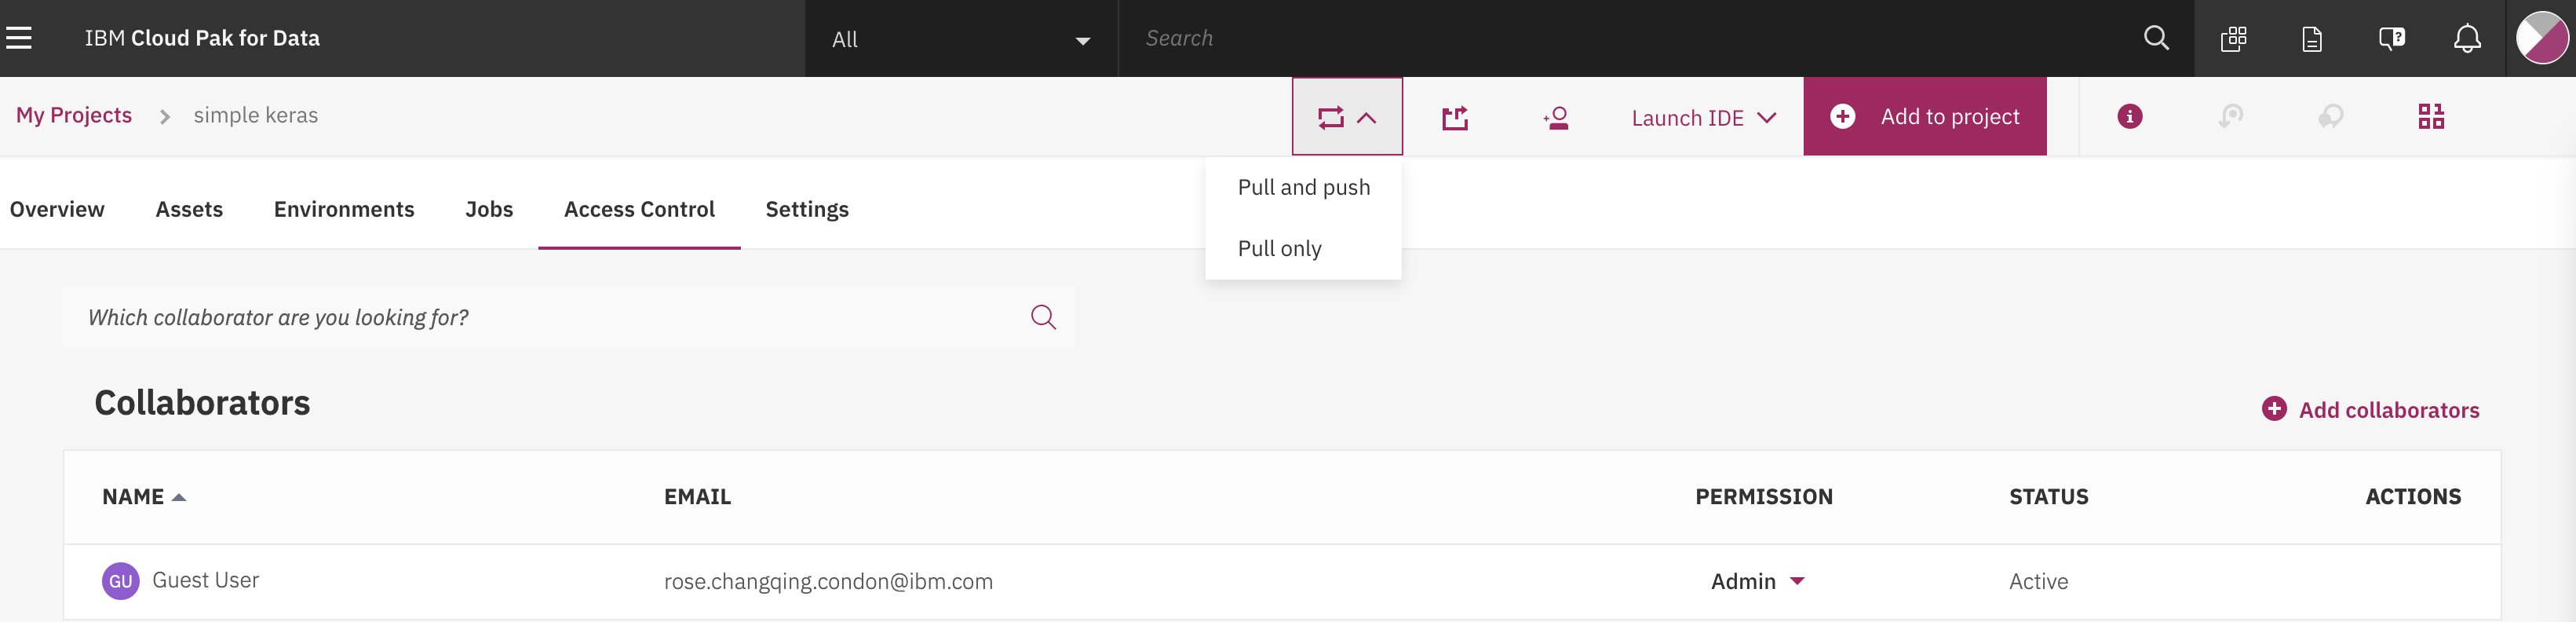 IBM Cloud Pak for Data
All
Search
My Projects > simple keras
Launch IDE
Add to project
Pull and push
Pull only
Overview Assets Environments Jobs Access Control Settings
Which collaborator are you looking for?
Collaborators
Add collaborators
NAME EMAIL PERMISSION STATUS ACTIONS
GU Guest User rose.changqing.condon@ibm.com Admin Active